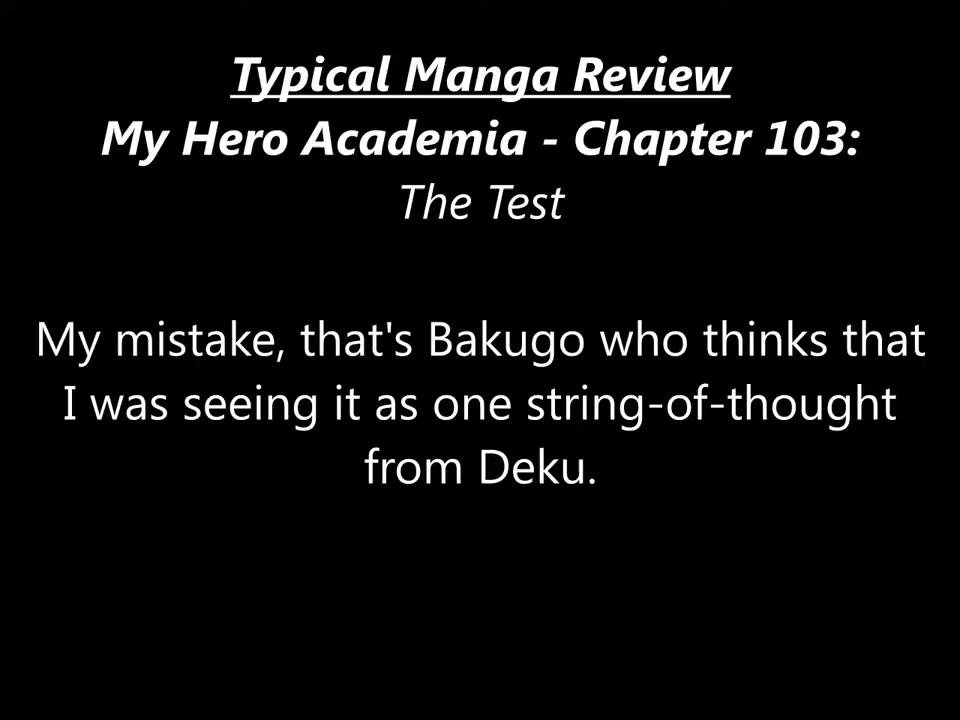 Typical Manga Review
My Hero Academia - Chapter 103:
The Test
My mistake, that's Bakugo who thinks that
I was seeing it as one string-of-thought
from Deku.